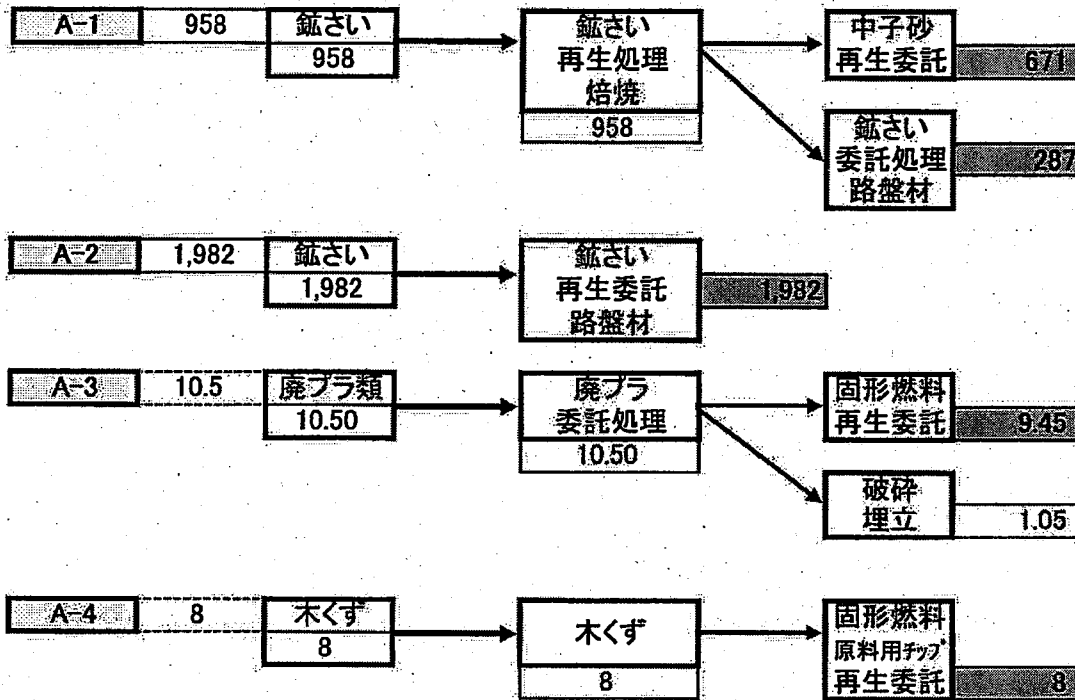 A-1 958 鉱さい
958
鉱さい
再生処理
焙焼
958
中子砂
再生委託 671
鉱さい
委託処理 287
路盤材
A-2 1,982 鉱さい
1,982
鉱さい
再生委託 1,982
路盤材
A-3 10.5 廃プラ類
10.50
廃プラ
委託処理
10.50
固形燃料
再生委託 9.45
破砕
埋立 1.05
A-4 8 木くず
8
木くず
8
固形燃料
原料用チップ
再生委託 8